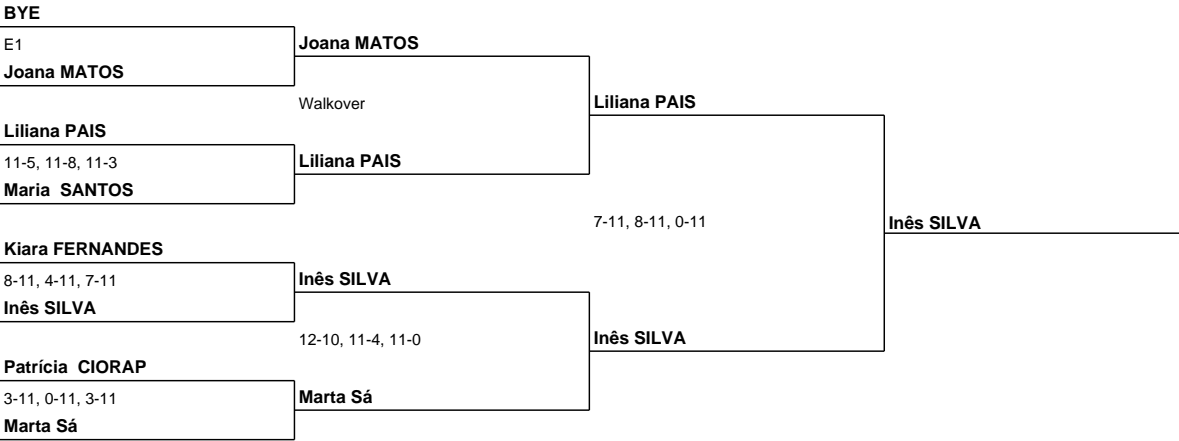 BYE
E1
Joana MATOS
Joana MATOS
Walkover
Liliana PAIS
Liliana PAIS
11-5, 11-8, 11-3
Liliana PAIS
Maria SANTOS
7-11, 8-11, 0-11
Inês SILVA
Kiara FERNANDES
8-11, 4-11, 7-11
Inês SILVA
Inês SILVA
12-10, 11-4, 11-0
Inês SILVA
Patrícia CIORAP
3-11, 0-11, 3-11
Marta Sá
Marta Sá